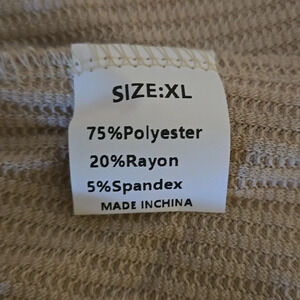 SIZE:XL
75%Polyester
20%Rayon
5%Spandex
MADE INCHINA